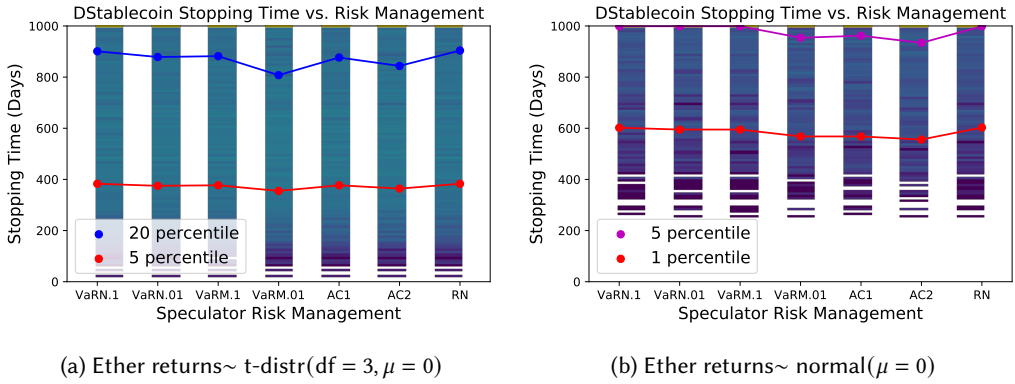 DStablecoin Stopping Time vs. Risk Management
Stopping Time (Days)
1000
800
600
400
200
0
20 percentile
5 percentile
VaRN.1 VaRN.01 VaRM.1 VaRM.01 AC1 AC2 RN
Speculator Risk Management
(a) Ether returns~ t-distr(df = 3, μ = 0)
DStablecoin Stopping Time vs. Risk Management
Stopping Time (Days)
1000
800
600
400
200
0
5 percentile
1 percentile
VaRN.1 VaRN.01 VaRM.1 VaRM.01 AC1 AC2 RN
Speculator Risk Management
(b) Ether returns~ normal(μ = 0)